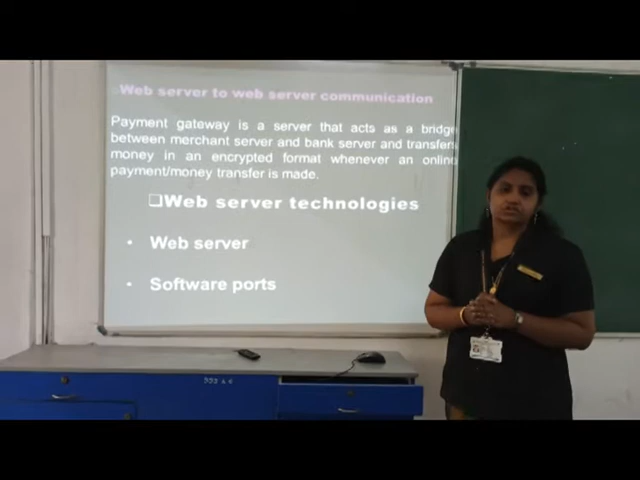 Web server to web server communication
Payment gateway is a server that acts as a bridge
between merchant server and bank server and transfers
money in an encrypted format whenever an online
payment/money transfer is made.
❑Web server technologies
• Web server
• Software ports